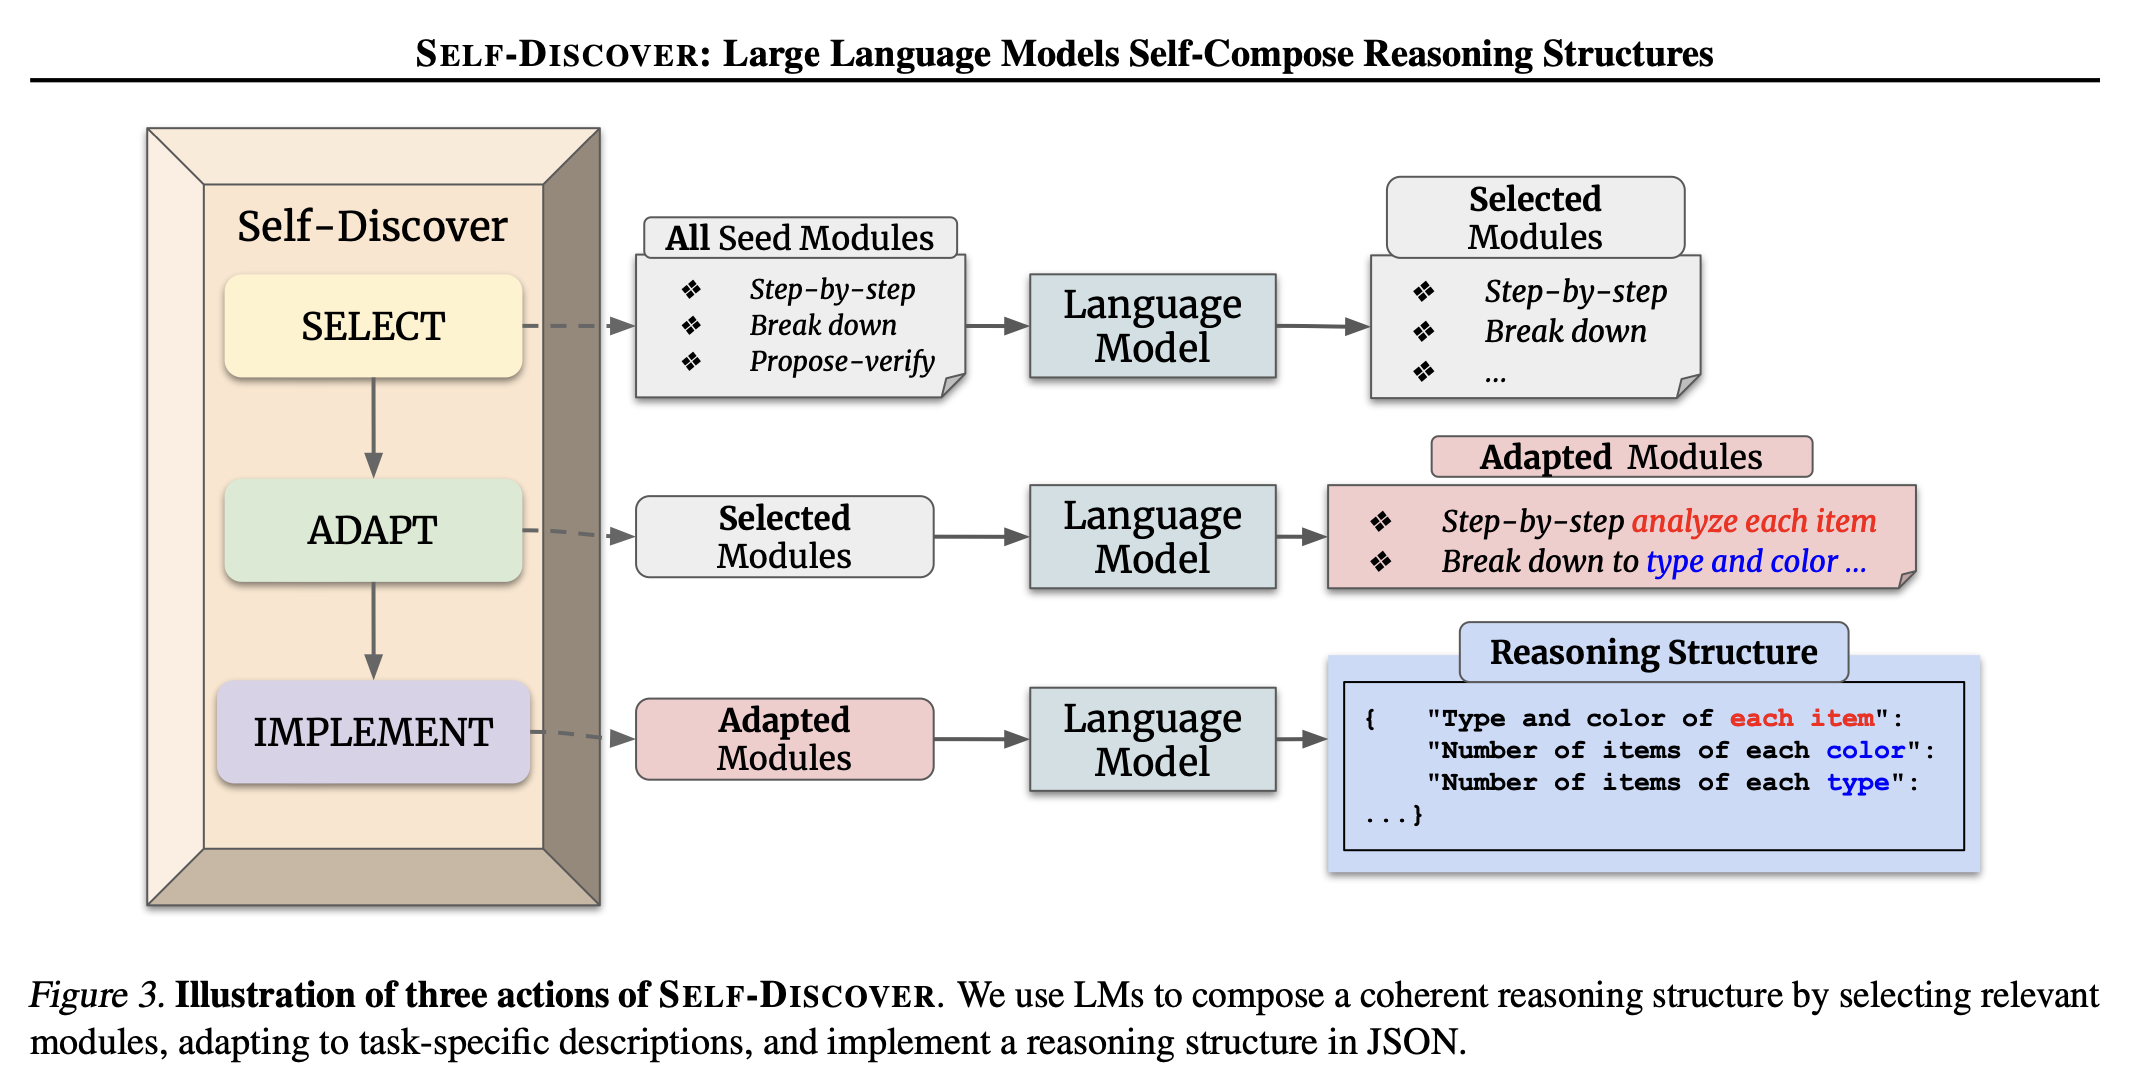 SELF-DISCOVER: Large Language Models Self-Compose Reasoning Structures
Self-Discover
SELECT
All Seed Modules
❖ Step-by-step
❖ Break down
❖ Propose-verify
Language
Model
Selected
Modules
❖ Step-by-step
❖ Break down
❖ ...
ADAPT
Selected
Modules
Language
Model
Adapted Modules
❖ Step-by-step analyze each item
❖ Break down to type and color ...
IMPLEMENT
Adapted
Modules
Language
Model
Reasoning Structure
{ "Type and color of each item":
"Number of items of each color":
"Number of items of each type":
...}
Figure 3. Illustration of three actions of SELF-DISCOVER. We use LMs to compose a coherent reasoning structure by selecting relevant
modules, adapting to task-specific descriptions, and implement a reasoning structure in JSON.